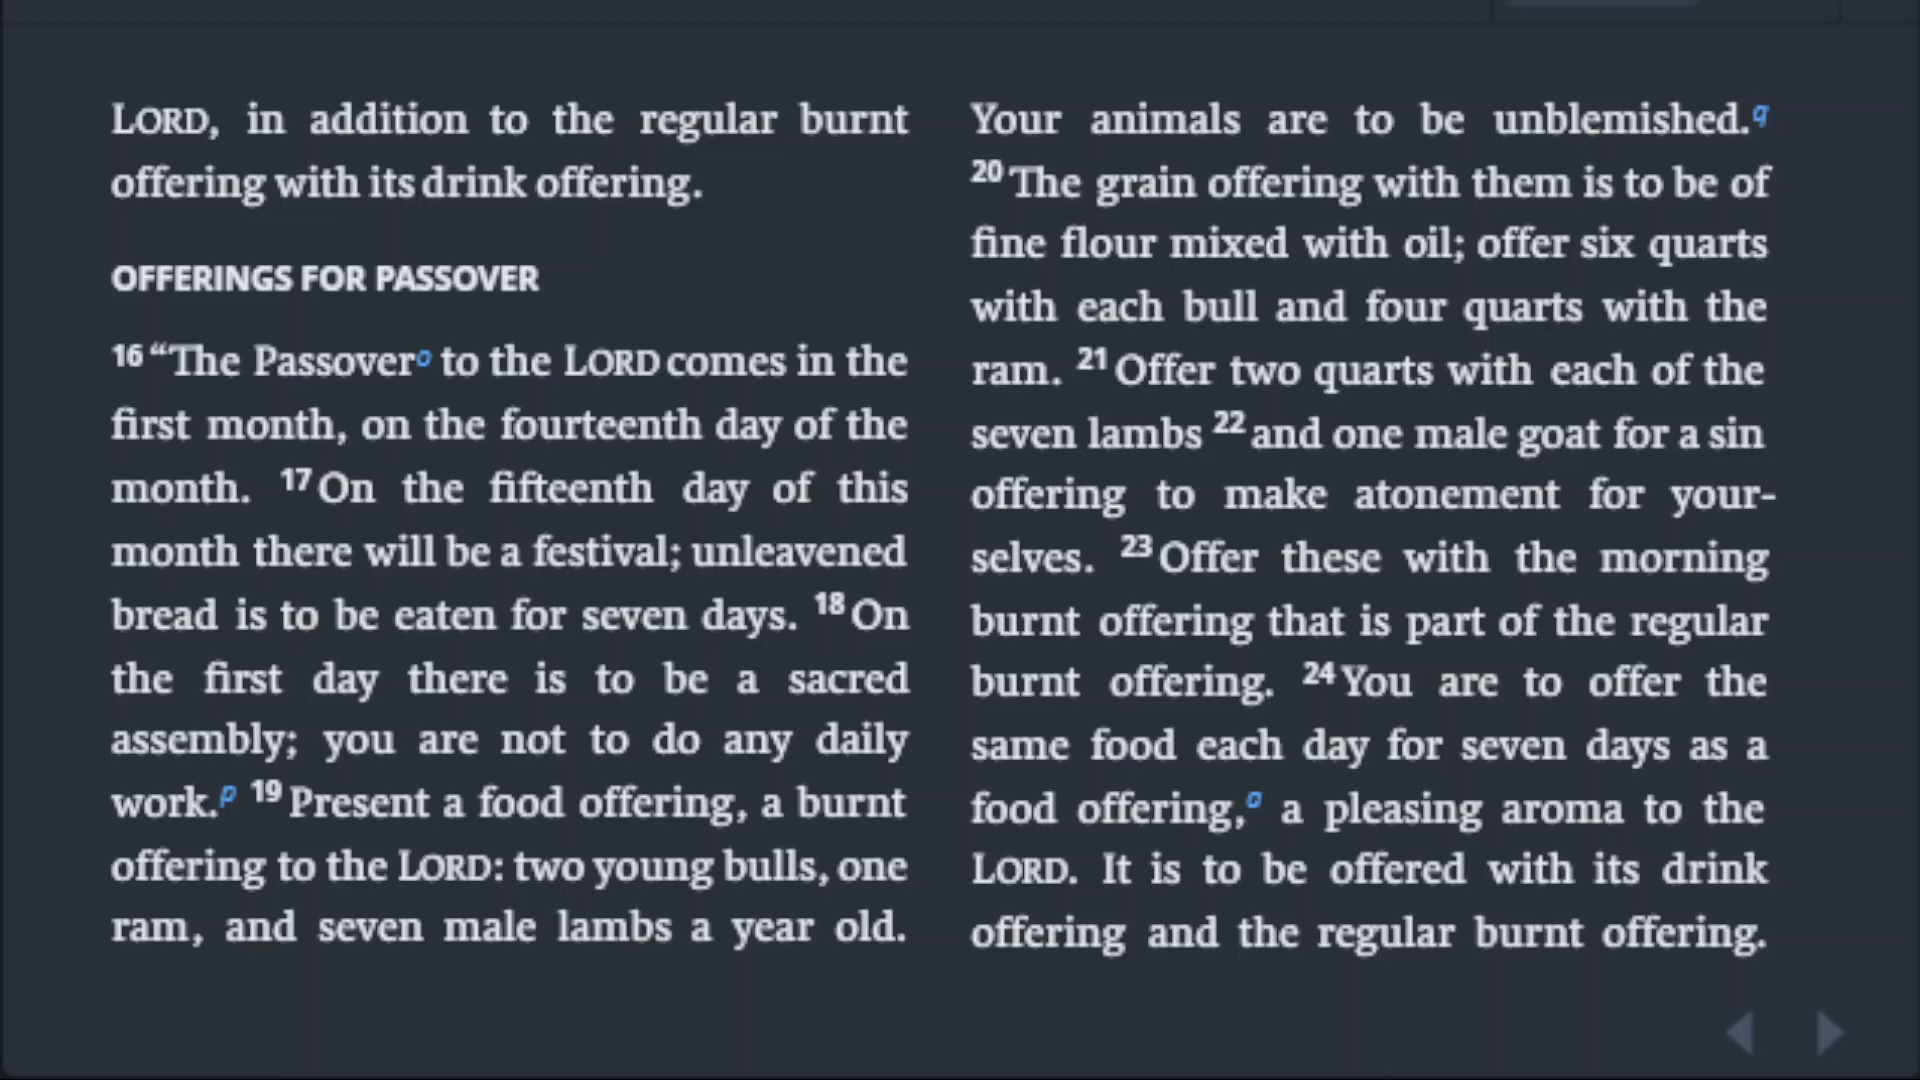 LORD, in addition to the regular burnt
offering with its drink offering.
OFFERINGS FOR PASSOVER
16 “The Passover o to the LORD comes in the
first month, on the fourteenth day of the
month. 17 On the fifteenth day of this
month there will be a festival; unleavened
bread is to be eaten for seven days. 18 On
the first day there is to be a sacred
assembly; you are not to do any daily
work. p 19 Present a food offering, a burnt
offering to the LORD: two young bulls, one
ram, and seven male lambs a year old.
Your animals are to be unblemished. q
20 The grain offering with them is to be of
fine flour mixed with oil; offer six quarts
with each bull and four quarts with the
ram. 21 Offer two quarts with each of the
seven lambs 22 and one male goat for a sin
offering to make atonement for your-
selves. 23 Offer these with the morning
burnt offering that is part of the regular
burnt offering. 24 You are to offer the
same food each day for seven days as a
food offering, a pleasing aroma to the
LORD. It is to be offered with its drink
offering and the regular burnt offering.